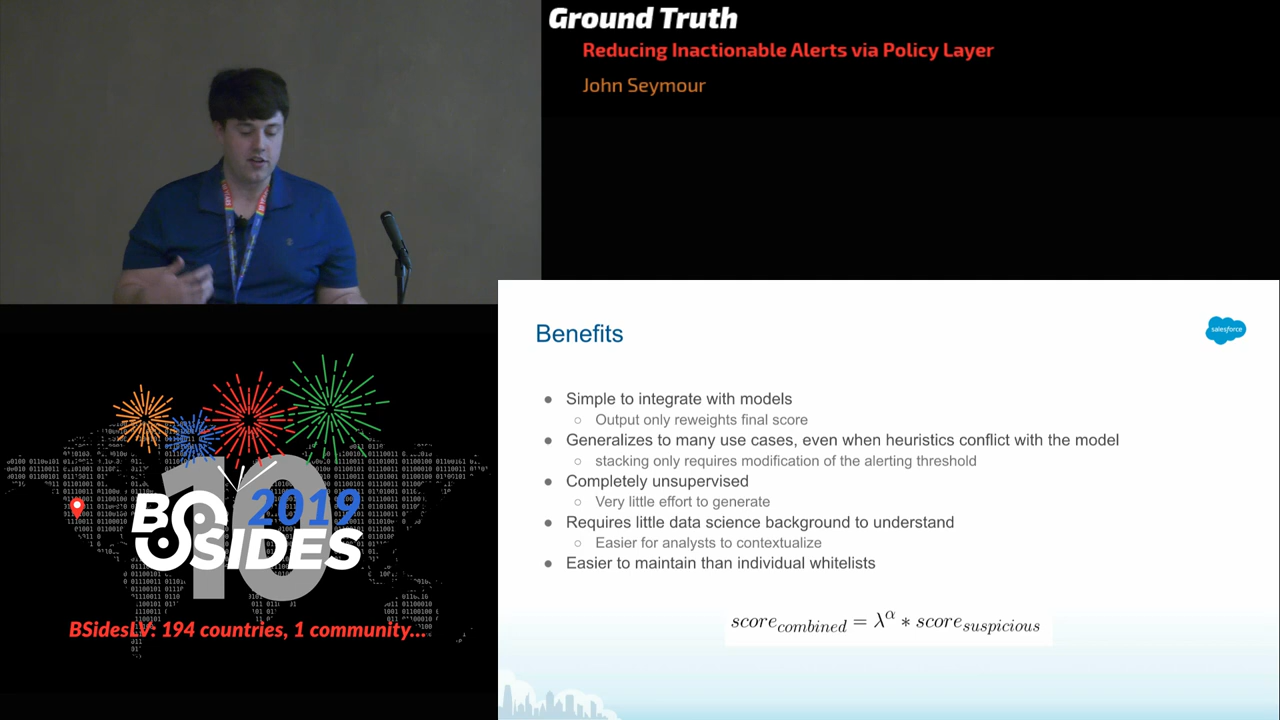 Ground Truth
Reducing Inactionable Alerts via Policy Layer
John Seymour
Benefits
salesforce
● Simple to integrate with models
○ Output only reweights final score
● Generalizes to many use cases, even when heuristics conflict with the model
○ stacking only requires modification of the alerting threshold
● Completely unsupervised
○ Very little effort to generate
● Requires little data science background to understand
○ Easier for analysts to contextualize
● Easier to maintain than individual whitelists
score_combined = λ^α * score_suspicious
10
2019
BSIDES
BSidesLV: 194 countries, 1 community...